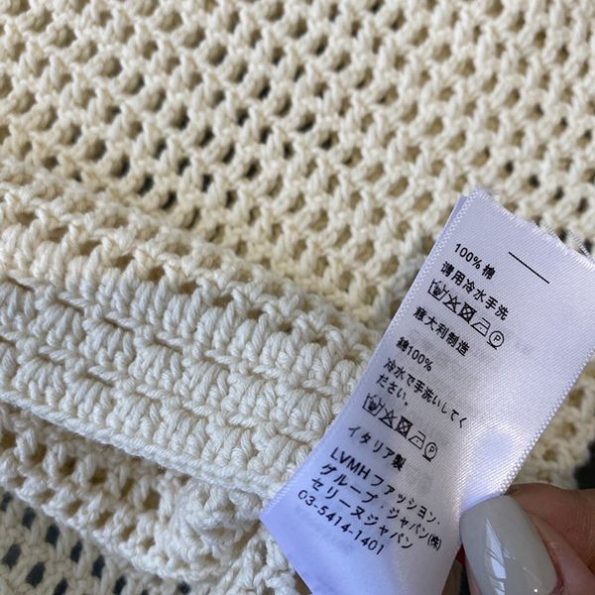 100% 棉
請用冷水手洗
意大利制造
綿100%
冷水で手洗いしてく
ださい。
イタリア製
LVMHファッション・
グループ・ジャパン(株)
セリーヌジャパン
03-5414-1401